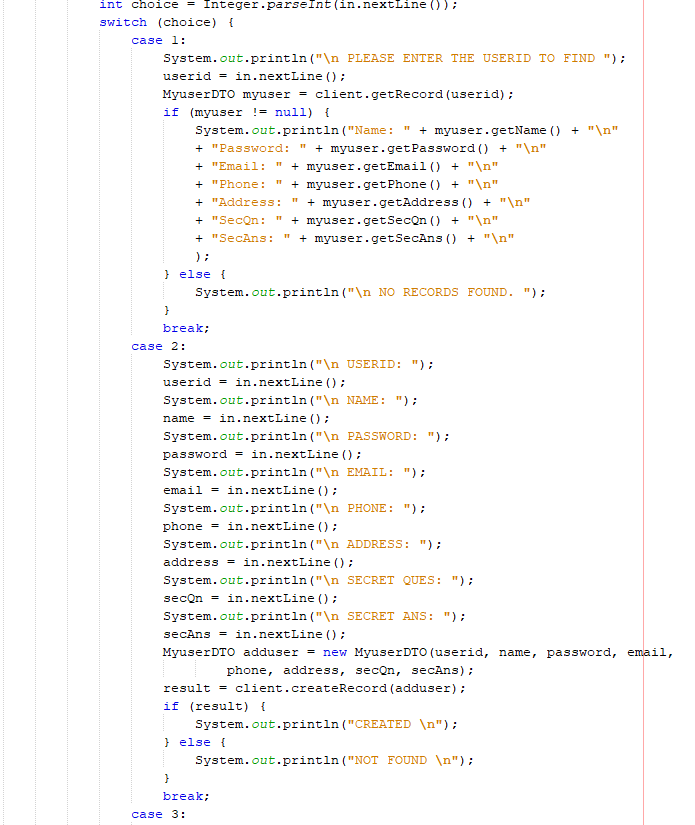 int choice = Integer.parseInt(in.nextLine());
switch (choice) {
case 1:
System.out.println("\n PLEASE ENTER THE USERID TO FIND ");
userid = in.nextLine();
MyuserDTO myuser = client.getRecord(userid);
if (myuser != null) {
System.out.println("Name: " + myuser.getName() + "\n"
+ "Password: " + myuser.getPassword() + "\n"
+ "Email: " + myuser.getEmail() + "\n"
+ "Phone: " + myuser.getPhone() + "\n"
+ "Address: " + myuser.getAddress() + "\n"
+ "SecQn: " + myuser.getSecQn() + "\n"
+ "SecAns: " + myuser.getSecAns() + "\n"
);
} else {
System.out.println("\n NO RECORDS FOUND. ");
}
break;
case 2:
System.out.println("\n USERID: ");
userid = in.nextLine();
System.out.println("\n NAME: ");
name = in.nextLine();
System.out.println("\n PASSWORD: ");
password = in.nextLine();
System.out.println("\n EMAIL: ");
email = in.nextLine();
System.out.println("\n PHONE: ");
phone = in.nextLine();
System.out.println("\n ADDRESS: ");
address = in.nextLine();
System.out.println("\n SECRET QUES: ");
secQn = in.nextLine();
System.out.println("\n SECRET ANS: ");
secAns = in.nextLine();
MyuserDTO adduser = new MyuserDTO(userid, name, password, email,
phone, address, secQn, secAns);
result = client.createRecord(adduser);
if (result) {
System.out.println("CREATED \n");
} else {
System.out.println("NOT FOUND \n");
}
break;
case 3: